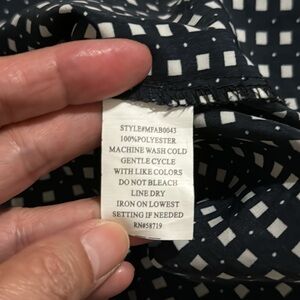 STYLE#MFAB0043
100%POLYESTER
MACHINE WASH COLD
GENTLE CYCLE
WITH LIKE COLORS
DO NOT BLEACH
LINE DRY
IRON ON LOWEST
SETTING IF NEEDED
RN#58719